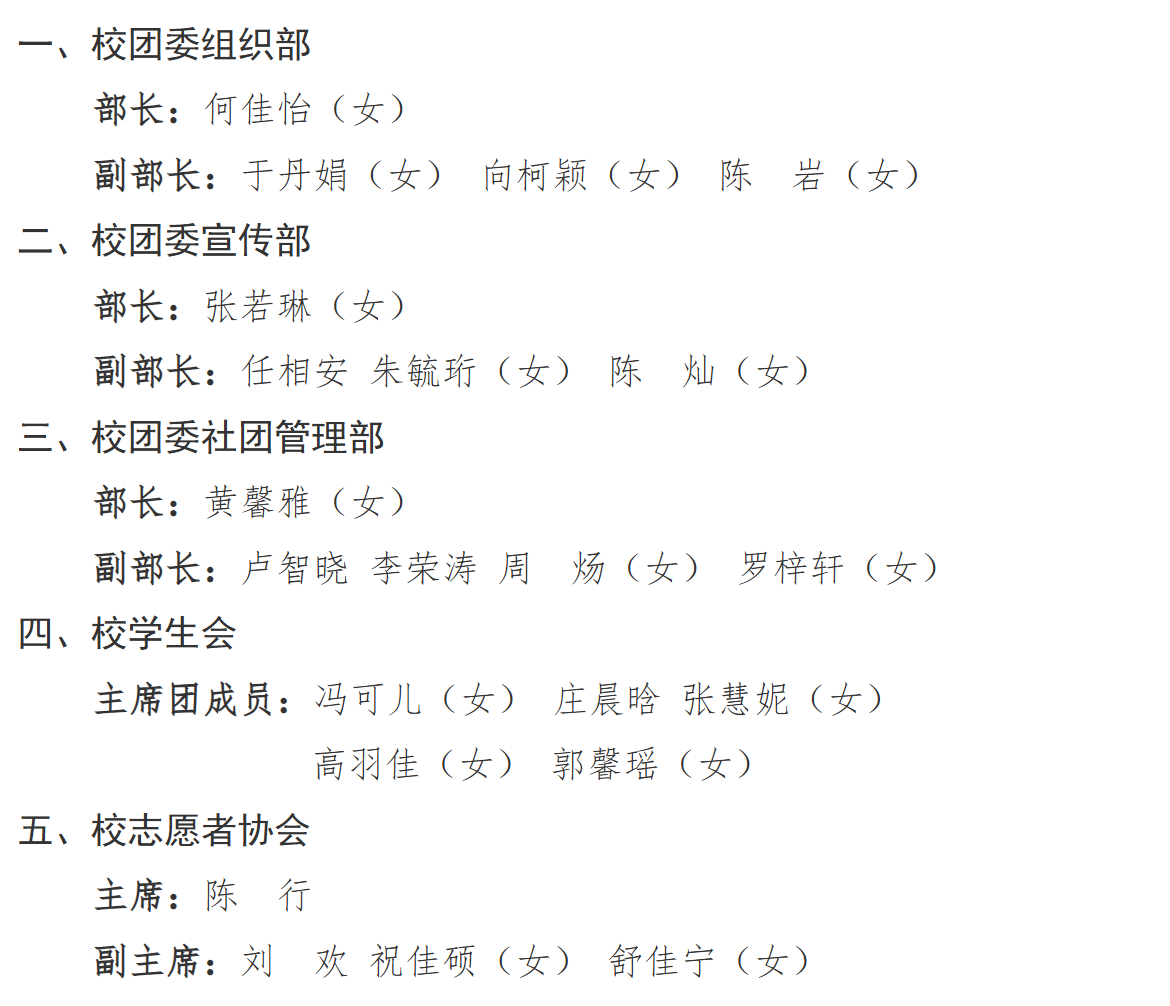 一、校团委组织部
部长：何佳怡（女）
副部长：于丹娟（女） 向柯颖（女） 陈　岩（女）
二、校团委宣传部
部长：张若琳（女）
副部长：任相安 朱毓珩（女） 陈　灿（女）
三、校团委社团管理部
部长：黄馨雅（女）
副部长：卢智晓 李荣涛 周　炀（女） 罗梓轩（女）
四、校学生会
主席团成员：冯可儿（女） 庄晨晗 张慧妮（女）
高羽佳（女） 郭馨瑶（女）
五、校志愿者协会
主席：陈　行
副主席：刘　欢 祝佳硕（女） 舒佳宁（女）